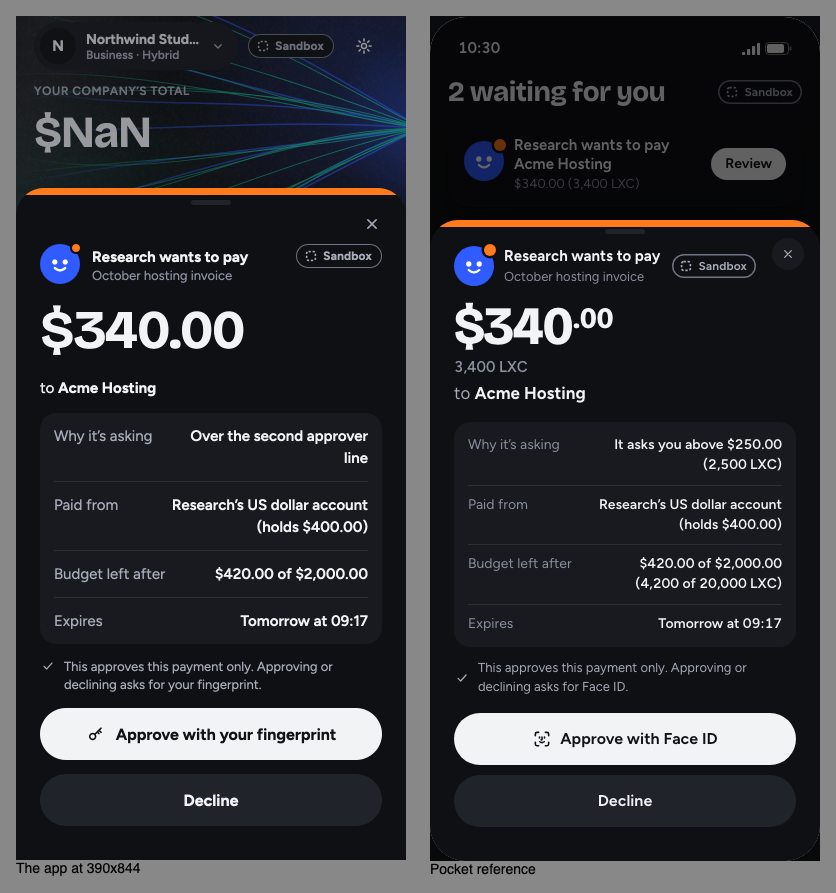 N
Northwind Stud...
Business · Hybrid
Sandbox
YOUR COMPANY'S TOTAL
$NaN
Research wants to pay
October hosting invoice
Sandbox
$340.00
to Acme Hosting
Why it's asking
Over the second approver
line
Paid from
Research's US dollar account
(holds $400.00)
Budget left after
$420.00 of $2,000.00
Expires
Tomorrow at 09:17
This approves this payment only. Approving or
declining asks for your fingerprint.
Approve with your fingerprint
Decline
The app at 390x844
10:30
2 waiting for you
Sandbox
Research wants to pay
Acme Hosting
$340.00 (3,400 LXC)
Review
Research wants to pay
October hosting invoice
Sandbox
$340.00
3,400 LXC
to Acme Hosting
Why it's asking
It asks you above $250.00
(2,500 LXC)
Paid from
Research's US dollar account
(holds $400.00)
Budget left after
$420.00 of $2,000.00
(4,200 of 20,000 LXC)
Expires
Tomorrow at 09:17
This approves this payment only. Approving or
declining asks for Face ID.
Approve with Face ID
Decline
Pocket reference